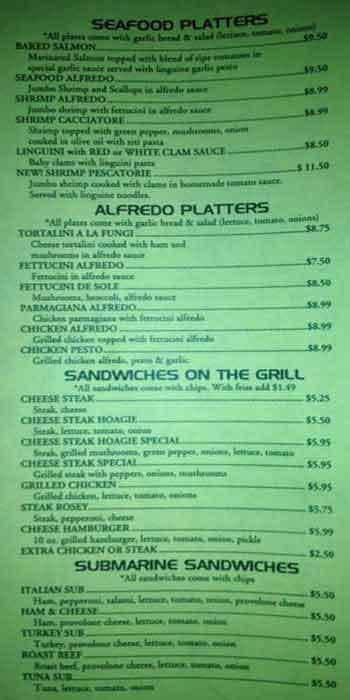 SEAFOOD PLATTERS
*All plates come with garlic bread & salad (lettuce, tomato, onions)
BAKED SALMON $9.50
Marinated Salmon topped with blend of ripe tomatoes in
special garlic sauce served with linguine garlic pesto
SEAFOOD ALFREDO $9.50
Jumbo Shrimp and Scallops in alfredo sauce
SHRIMP ALFREDO $8.99
Jumbo shrimp with fettucini in alfredo sauce
SHRIMP CACCIATORE $8.99
Shrimp topped with green pepper, mushrooms, onion
cooked in olive oil with ziti pasta
LINGUINI with RED or WHITE CLAM SAUCE $8.50
Baby clams with linguini pasta
NEW! SHRIMP PESCATORIE $ 11.50
Jumbo shrimp cooked with clams in homemade tomato sauce.
Served with linguine noodles.
ALFREDO PLATTERS
*All plates come with garlic bread & salad (lettuce, tomato, onions)
TORTALINI A LA FUNGI $8.75
Cheese tortalini cooked with ham and
mushrooms in alfredo sauce
FETTUCINI ALFREDO $7.50
Fettucini in alfredo sauce
FETTUCINI DE SOLE $8.50
Mushrooms, broccoli, alfredo sauce
PARMAGIANA ALFREDO $8.99
Chicken parmagiana with fettucini alfredo
CHICKEN ALFREDO $8.99
Grilled chicken topped with fettucini alfredo
CHICKEN PESTO $8.99
Grilled chicken alfredo, pesto & garlic
SANDWICHES ON THE GRILL
*All sandwiches come with chips. With fries add $1.49
CHEESE STEAK $5.25
Steak, cheese
CHEESE STEAK HOAGIE $5.50
Steak, lettuce, tomato, onion
CHEESE STEAK HOAGIE SPECIAL $5.95
Steak, grilled mushrooms, green pepper, onions, lettuce, tomato
CHEESE STEAK SPECIAL $5.95
Grilled steak with peppers, onions, mushrooms
GRILLED CHICKEN $5.95
Grilled chicken, lettuce, tomato, onions
STEAK ROSEY $5.75
Steak, pepperoni, cheese
CHEESE HAMBURGER $5.99
10 oz. grilled hamburger, lettuce, tomato, onion, pickle
EXTRA CHICKEN OR STEAK $2.50
SUBMARINE SANDWICHES
*All sandwiches come with chips
ITALIAN SUB $5.50
Ham, pepperoni, salami, lettuce, tomato, onion, provolone cheese
HAM & CHEESE $5.50
Ham, provolone cheese, lettuce, tomato, onion
TURKEY SUB $5.50
Turkey, provolone cheese, lettuce, tomato, onion
ROAST BEEF $5.50
Roast beef, provolone cheese, lettuce, tomato, onion
TUNA SUB $5.50
Tuna, lettuce, tomato, onion